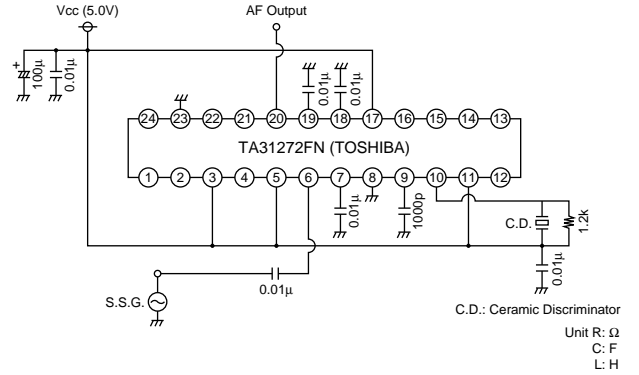 Vcc (5.0V)
AF Output
+
100μ
0.01μ
0.01μ
0.01μ
24 23 22 21 20 19 18 17 16 15 14 13
TA31272FN (TOSHIBA)
1 2 3 4 5 6 7 8 9 10 11 12
0.01μ
1000p
C.D.
1.2k
0.01μ
0.01μ
S.S.G.
C.D.: Ceramic Discriminator
Unit R: Ω
C: F
L: H